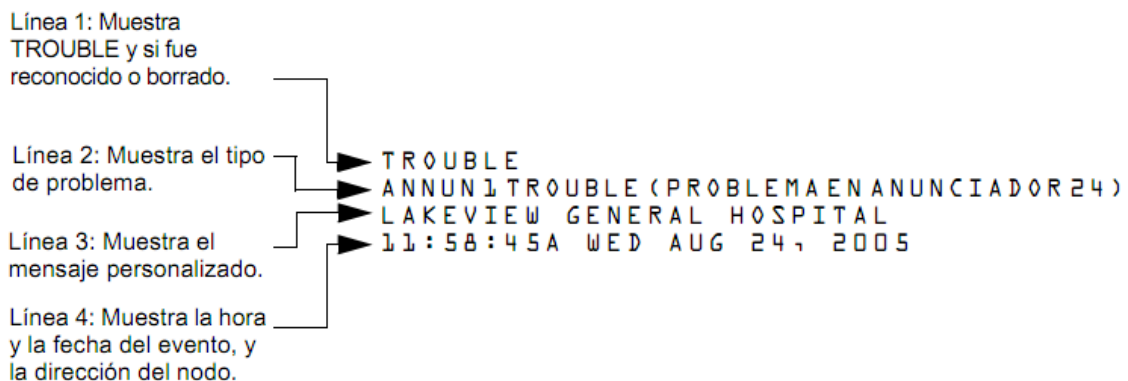 Línea 1: Muestra
TROUBLE y si fue
reconocido o borrado.
Línea 2: Muestra el tipo
de problema.
Línea 3: Muestra el
mensaje personalizado.
Línea 4: Muestra la hora
y la fecha del evento, y
la dirección del nodo.
TROUBLE
ANNUN1TROUBLE(PROBLEMAENANUNCIADOR24)
LAKEVIEW GENERAL HOSPITAL
11:58:45A WED AUG 24, 2005